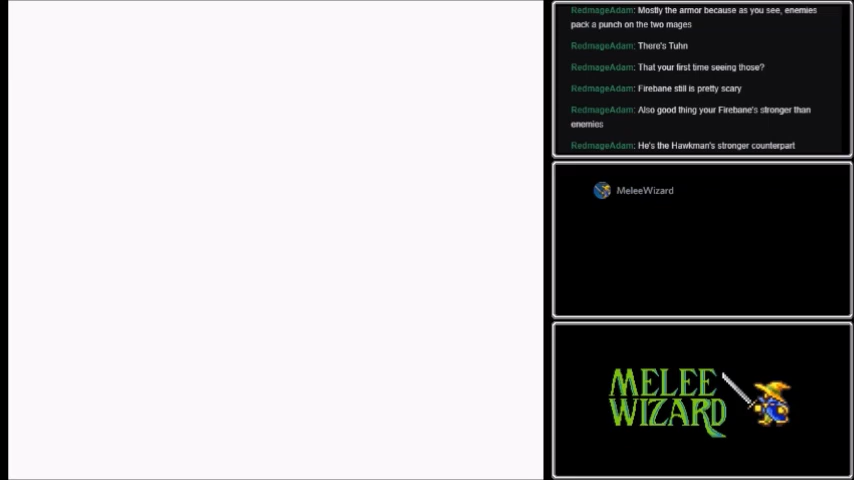 RedmageAdam: Mostly the armor because as you see, enemies
pack a punch on the two mages
RedmageAdam: There's Tuhn
RedmageAdam: That your first time seeing those?
RedmageAdam: Firebane still is pretty scary
RedmageAdam: Also good thing your Firebane's stronger than
enemies
RedmageAdam: He's the Hawkman's stronger counterpart
MeleeWizard
MELEE
WIZARD